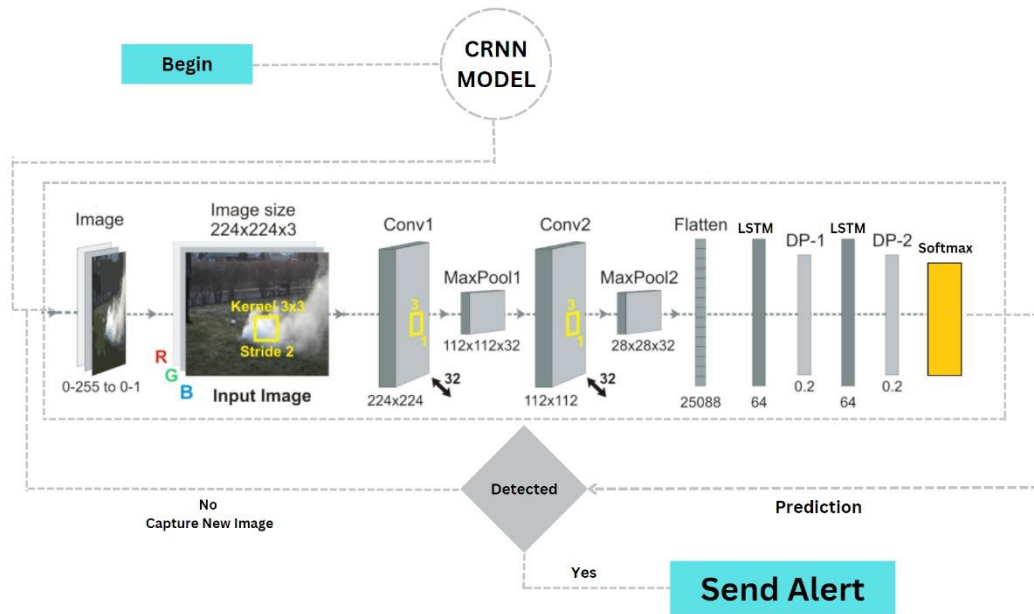 CRNN
MODEL
Begin
Image
Image size
224x224x3
Conv1
Conv2
Flatten
LSTM
DP-1
LSTM
DP-2
Softmax
MaxPool1
MaxPool2
Kernel 3x3
Stride 2
3
1
3
1
112x112x32
28x28x32
R
G
B
0-255 to 0-1
Input Image
32
224x224
32
112x112
25088
64
0.2
64
0.2
Detected
No
Capture New Image
Prediction
Yes
Send Alert